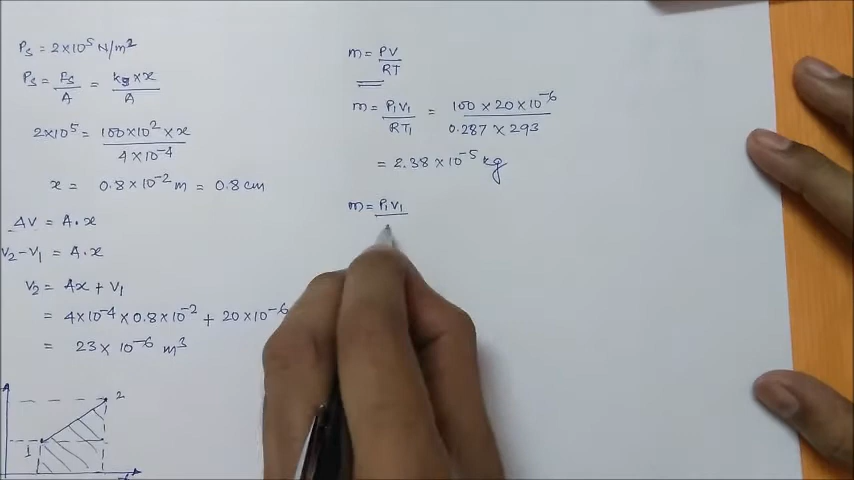 Ps = 2×10⁵ N/m²
Ps = Fs/A = ks×x/A
2×10⁵ = 100×10² × x / 4×10⁻⁴
x = 0.8×10⁻² m = 0.8 cm
ΔV = A·x
V₂-V₁ = A·x
V₂ = Ax + V₁
= 4×10⁻⁴ × 0.8×10⁻² + 20×10⁻⁶
= 23×10⁻⁶ m³
2
1
m = PV/RT
m = P₁V₁/RT₁ = 100 × 20×10⁻⁶ / 0.287 × 293
= 2.38×10⁻⁵ kg
m = P₁V₁